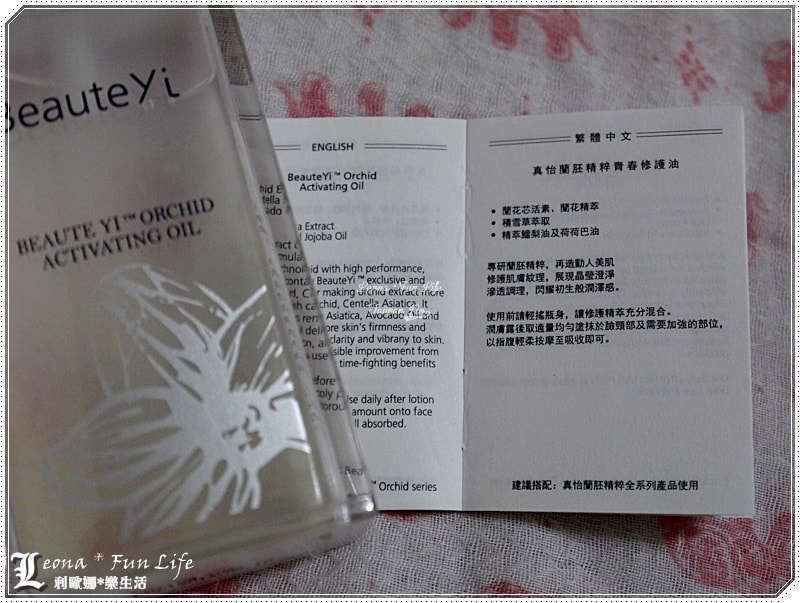 BeauteYi
BEAUTE YI™ ORCHID
ACTIVATING OIL
ENGLISH
BeauteYi™ Orchid
Activating Oil
Extract
Jojoba Oil
with high performance,
BeauteYi™ exclusive and
making orchid extract more
Centella Asiatica. It
Asiatica, Avocado Oil and
skin's firmness and
clarity and vibrancy to skin.
improvement from
time-fighting benefits
Use daily after lotion
amount onto face
absorbed.
™ Orchid series
繁體中文
真怡蘭胚精粹青春修護油
• 蘭花芯活素、蘭花精萃
• 積雪草萃取
• 精萃鱷梨油及荷荷巴油
專研蘭胚精粹，再造動人美肌
修護肌膚紋理，展現晶瑩澄淨
滲透調理，閃耀初生般潤澤感。
使用前請輕搖瓶身，讓修護精萃充分混合。
潤膚露後取適量均勻塗抹於臉頸部及需要加強的部位，
以指腹輕柔按摩至吸收即可。
建議搭配：真怡蘭胚精粹全系列產品使用
Leona * Fun Life
利歐娜*樂生活